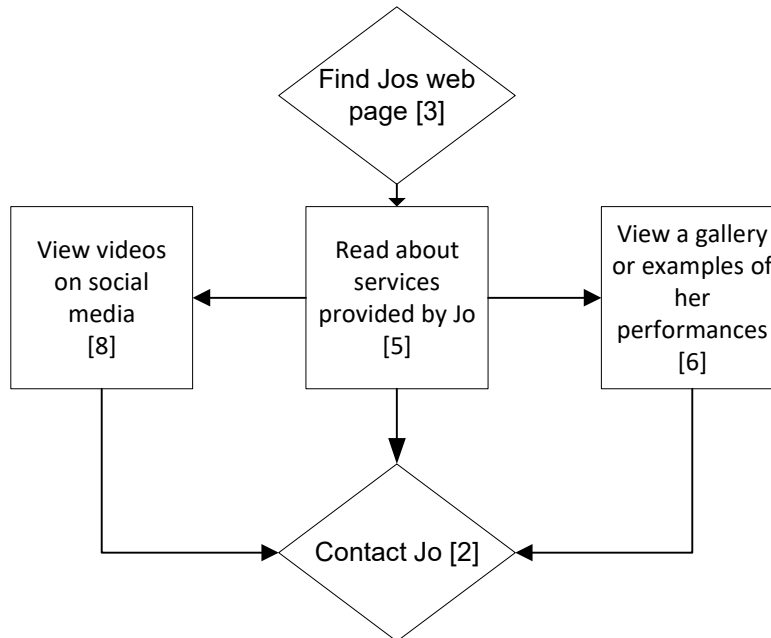 Find Jos web
page [3]
View videos
on social
media
[8]
Read about
services
provided by Jo
[5]
View a gallery
or examples of
her
performances
[6]
Contact Jo [2]